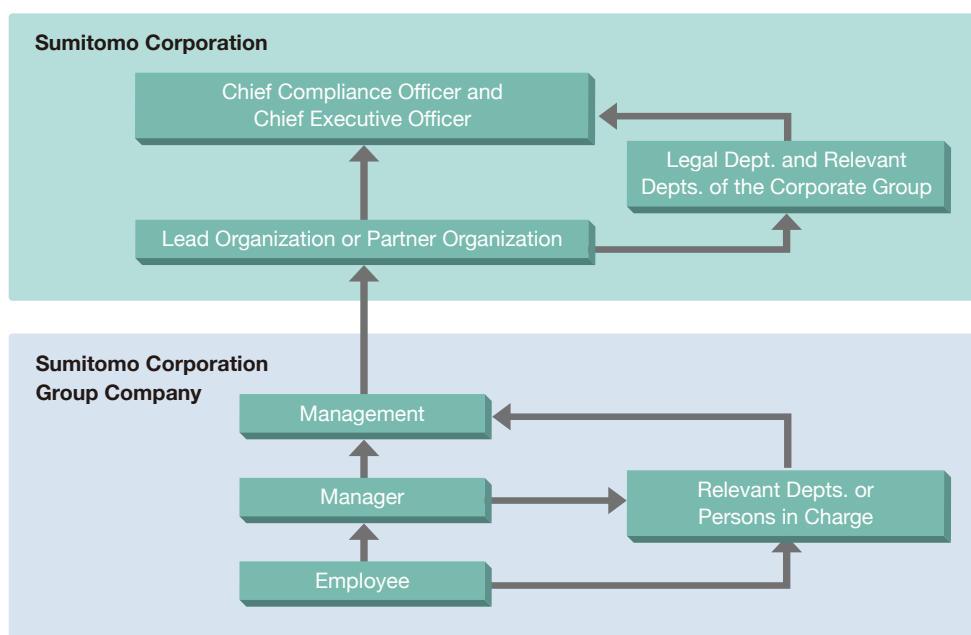 Sumitomo Corporation
Chief Compliance Officer and
Chief Executive Officer
Legal Dept. and Relevant
Depts. of the Corporate Group
Lead Organization or Partner Organization
Sumitomo Corporation
Group Company
Management
Manager
Relevant Depts. or
Persons in Charge
Employee